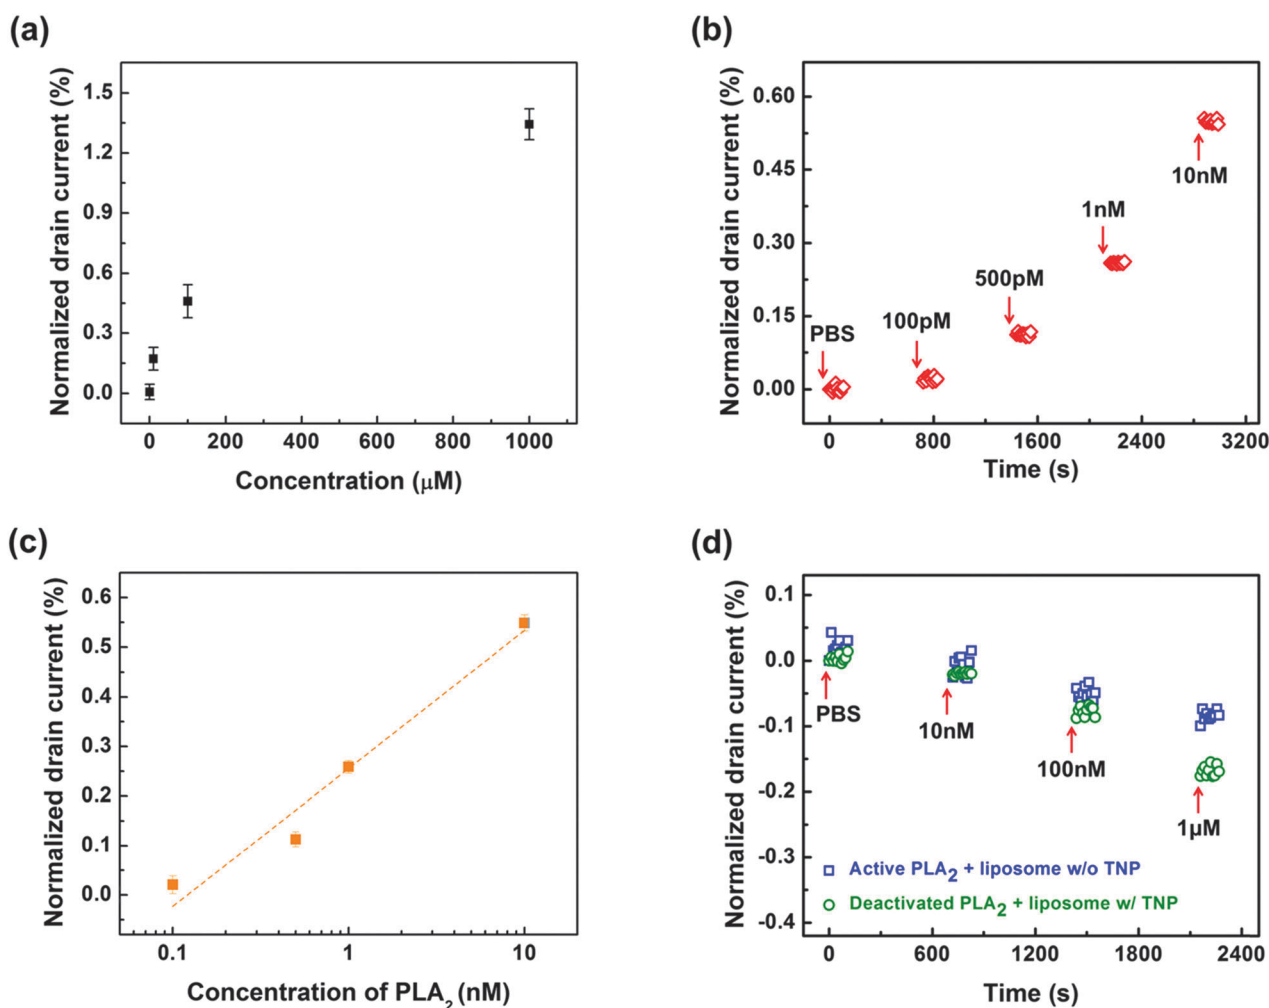 (a)
Normalized drain current (%)
1.5
1.2
0.9
0.6
0.3
0.0
0 200 400 600 800 1000
Concentration (μM)
(b)
Normalized drain current (%)
0.60
0.45
0.30
0.15
0.00
PBS
100pM
500pM
1nM
10nM
0 800 1600 2400 3200
Time (s)
(c)
Normalized drain current (%)
0.6
0.5
0.4
0.3
0.2
0.1
0.0
0.1 1 10
Concentration of PLA₂ (nM)
(d)
Normalized drain current (%)
0.1
0.0
-0.1
-0.2
-0.3
-0.4
PBS
10nM
100nM
1μM
Active PLA₂ + liposome w/o TNP
Deactivated PLA₂ + liposome w/ TNP
0 600 1200 1800 2400
Time (s)